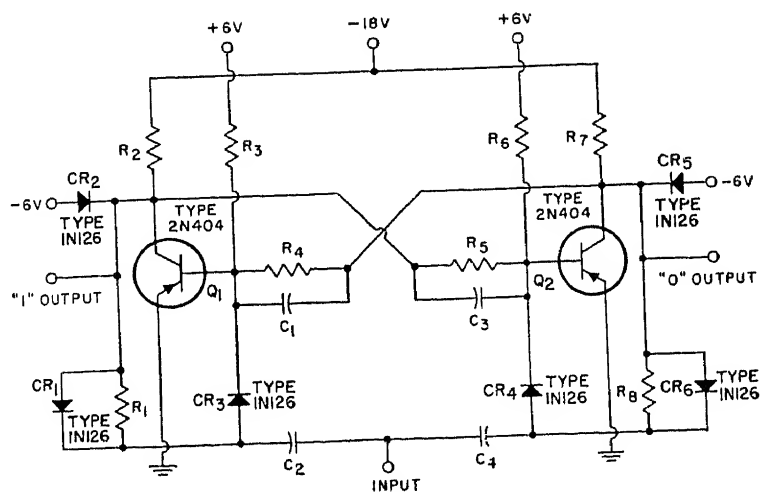 +6V
-18V
+6V
R2
R3
R6
R7
CR2
CR5
-6V
-6V
TYPE
IN126
TYPE
2N404
TYPE
2N404
TYPE
IN126
R4
R5
Q1
Q2
"1" OUTPUT
"0" OUTPUT
C1
C3
CR1
TYPE
IN126
R1
CR3
TYPE
IN126
CR4
TYPE
IN126
R8
CR6
TYPE
IN126
C2
C4
INPUT